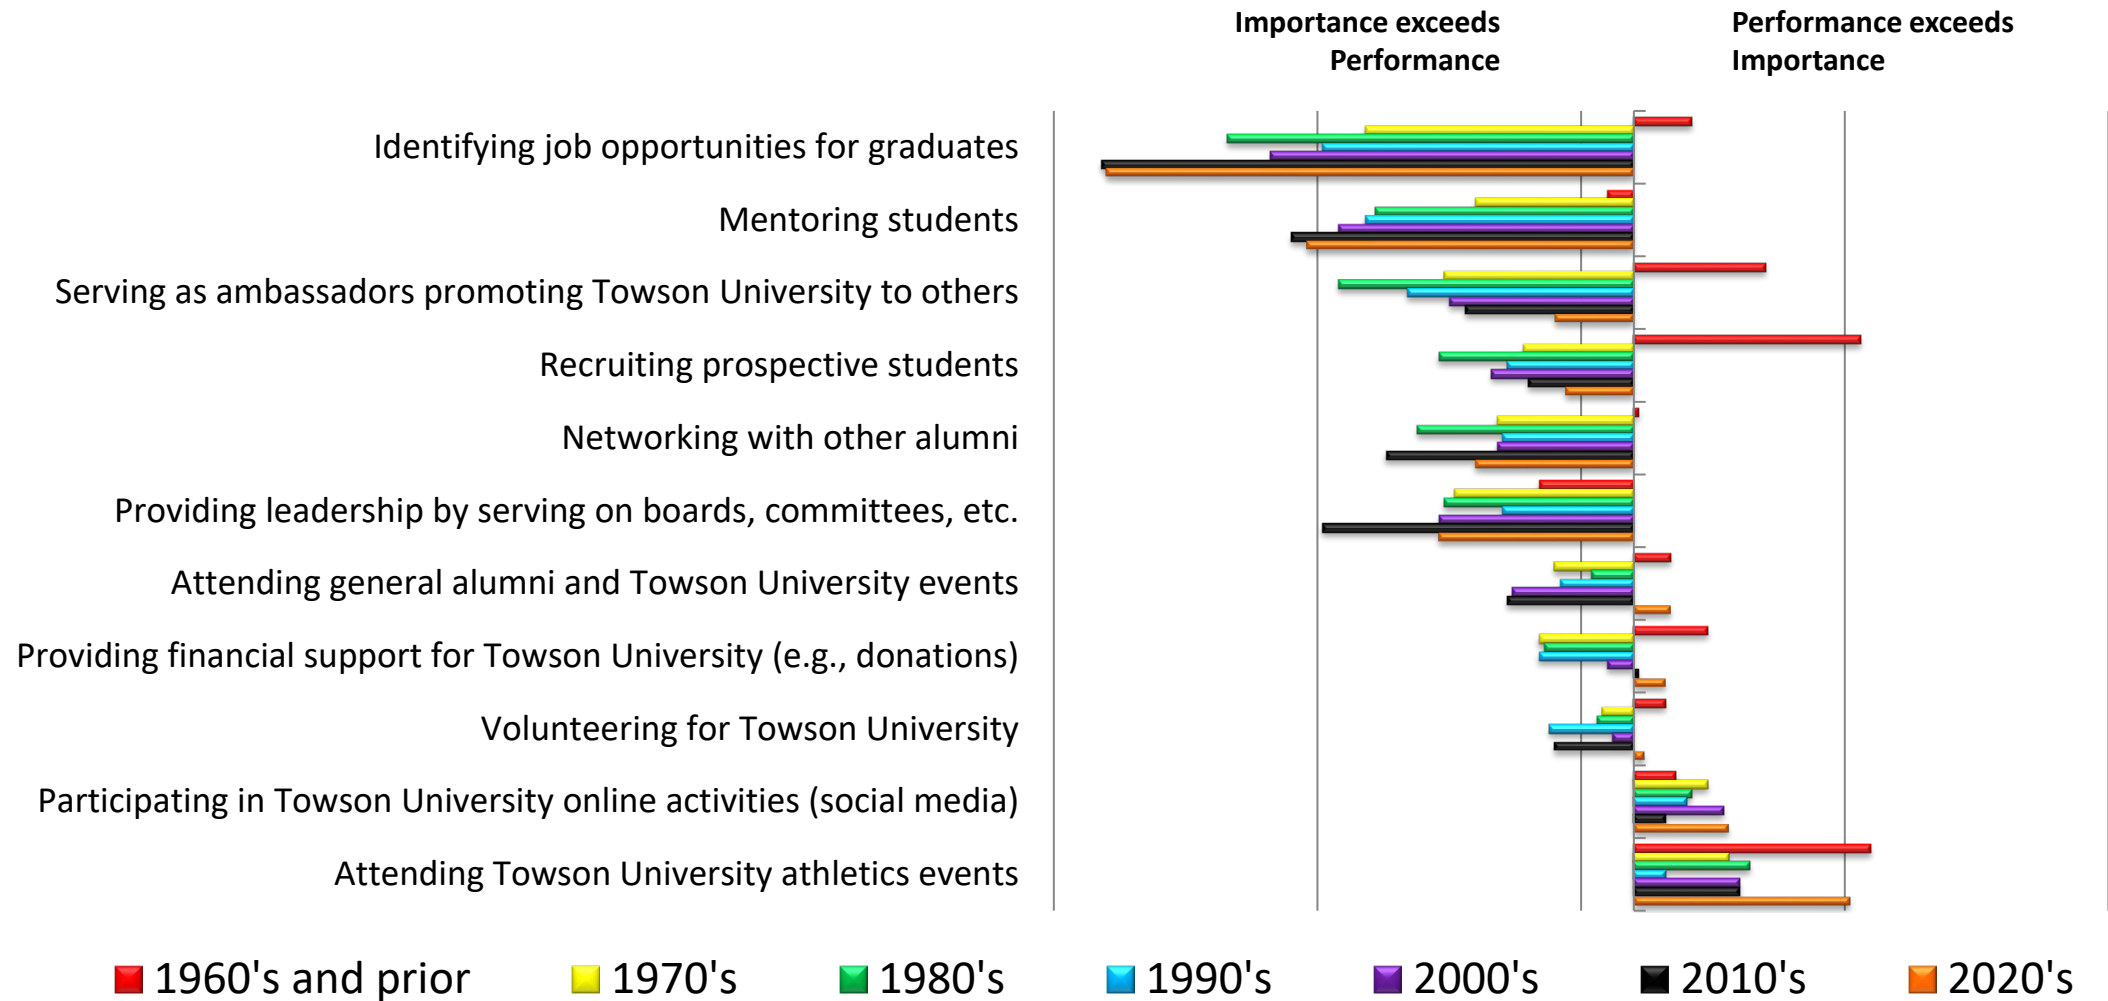 Importance exceeds
Performance
Performance exceeds
Importance
Identifying job opportunities for graduates
Mentoring students
Serving as ambassadors promoting Towson University to others
Recruiting prospective students
Networking with other alumni
Providing leadership by serving on boards, committees, etc.
Attending general alumni and Towson University events
Providing financial support for Towson University (e.g., donations)
Volunteering for Towson University
Participating in Towson University online activities (social media)
Attending Towson University athletics events
1960's and prior 1970's 1980's 1990's 2000's 2010's 2020's